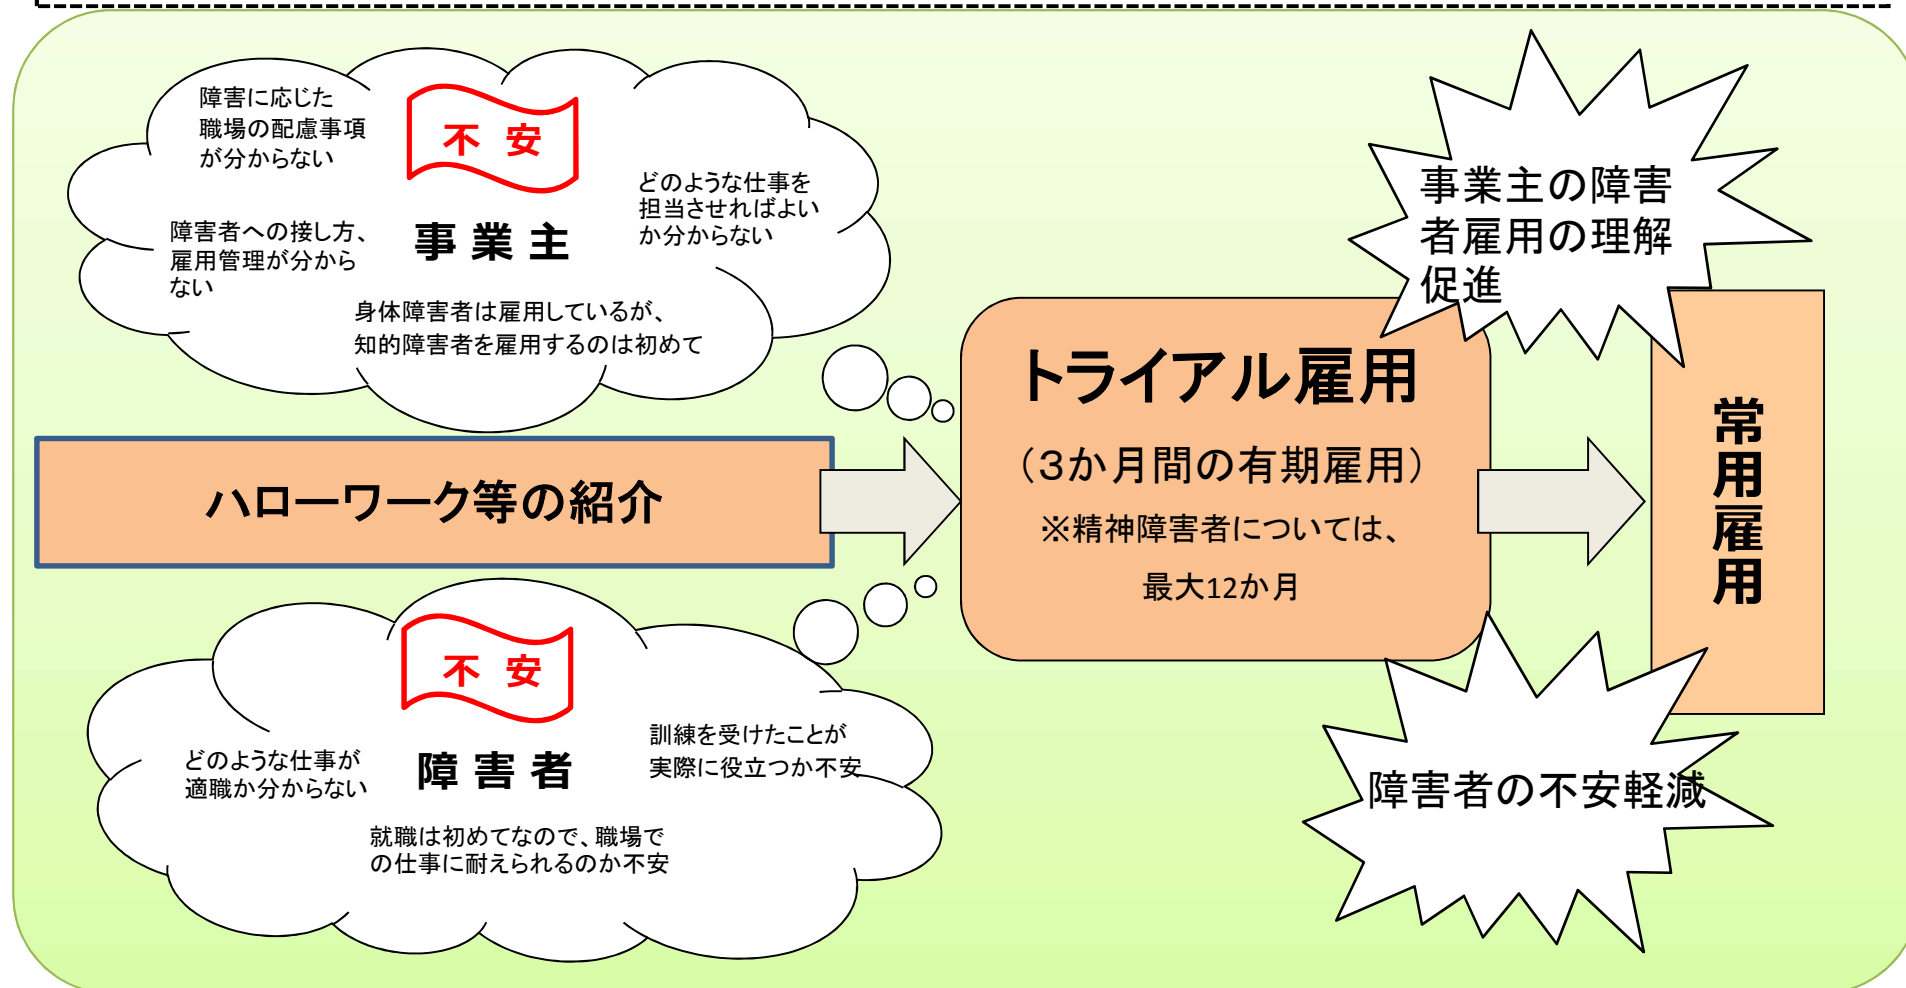 障害に応じた
職場の配慮事項
が分からない
不 安
どのような仕事を
担当させればよい
か分からない
障害者への接し方、
雇用管理が分から
ない
事 業 主
身体障害者は雇用しているが、
知的障害者を雇用するのは初めて
ハローワーク等の紹介
トライアル雇用
(３か月間の有期雇用)
※精神障害者については、
最大12か月
事業主の障害
者雇用の理解
促進
常用雇用
不 安
障 害 者
どのような仕事が
適職か分からない
訓練を受けたことが
実際に役立つか不安
就職は初めてなので、職場で
の仕事に耐えられるのか不安
障害者の不安軽減